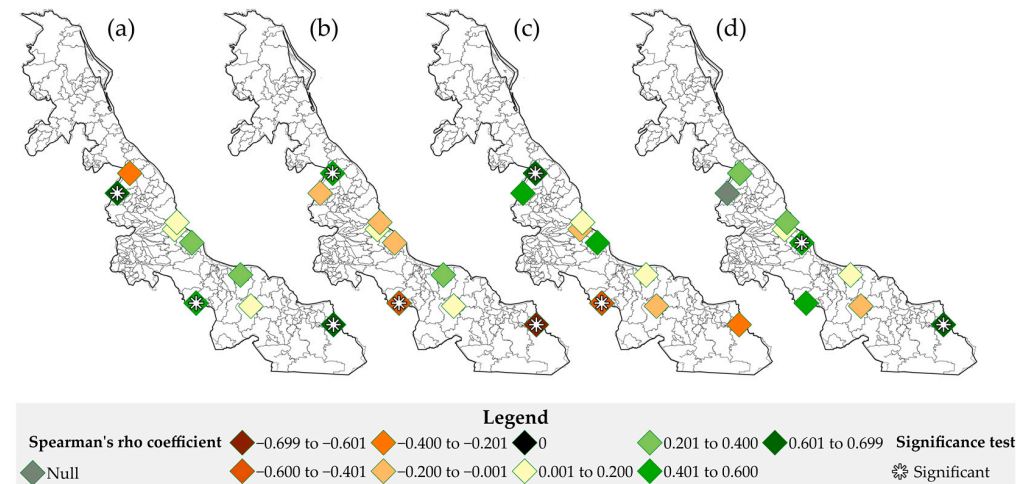 (a) (b) (c) (d)
Legend
Spearman's rho coefficient −0.699 to −0.601 −0.400 to −0.201 0 0.201 to 0.400 0.601 to 0.699 Significance test
Null −0.600 to −0.401 −0.200 to −0.001 0.001 to 0.200 0.401 to 0.600 Significant